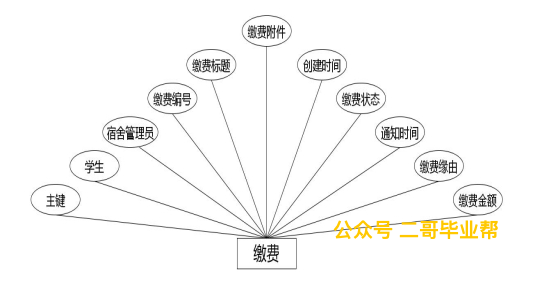 缴费附件
缴费标题
创建时间
缴费编号
缴费状态
宿舍管理员
通知时间
学生
缴费缘由
主键
缴费金额
公众号 二哥毕业帮
缴费